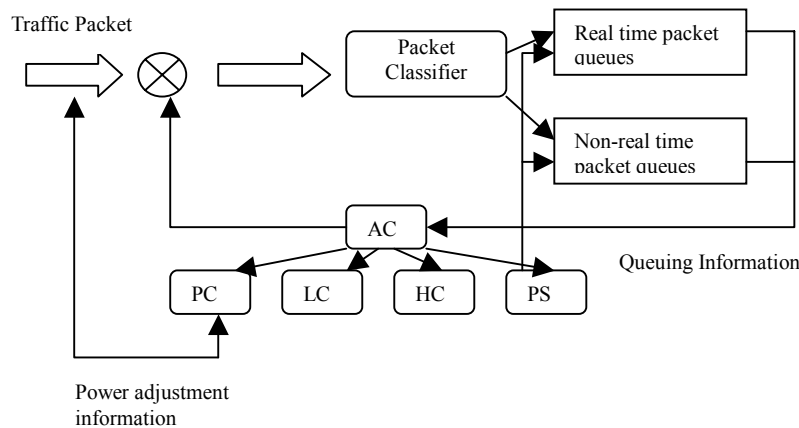 Traffic Packet
Packet
Classifier
Real time packet
queues
Non-real time
packet queues
AC
Queuing Information
PC
LC
HC
PS
Power adjustment
information